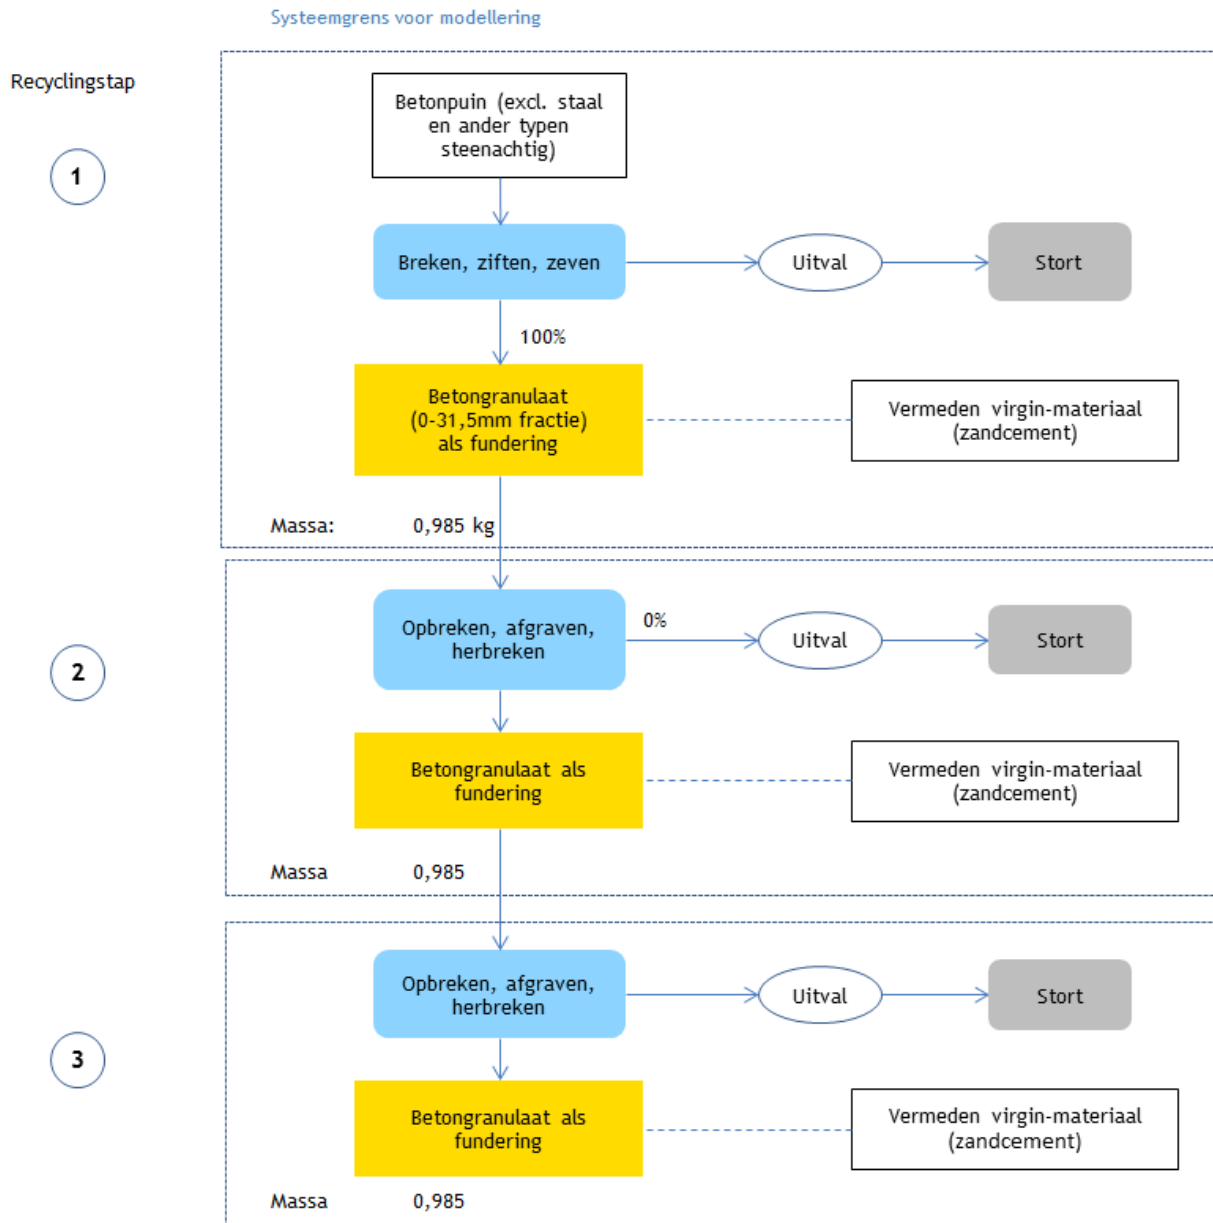 Systeemgrens voor modellering
Recyclingstap
Betonpuin (excl. staal
en ander typen
steenachtig)
1
Breken, ziften, zeven
Uitval
Stort
100%
Betongranulaat
(0-31,5mm fractie)
als fundering
Vermeden virgin-materiaal
(zandcement)
Massa: 0,985 kg
2
Opbreken, afgraven,
herbreken
0%
Uitval
Stort
Betongranulaat als
fundering
Vermeden virgin-materiaal
(zandcement)
Massa 0,985
3
Opbreken, afgraven,
herbreken
Uitval
Stort
Betongranulaat als
fundering
Vermeden virgin-materiaal
(zandcement)
Massa 0,985